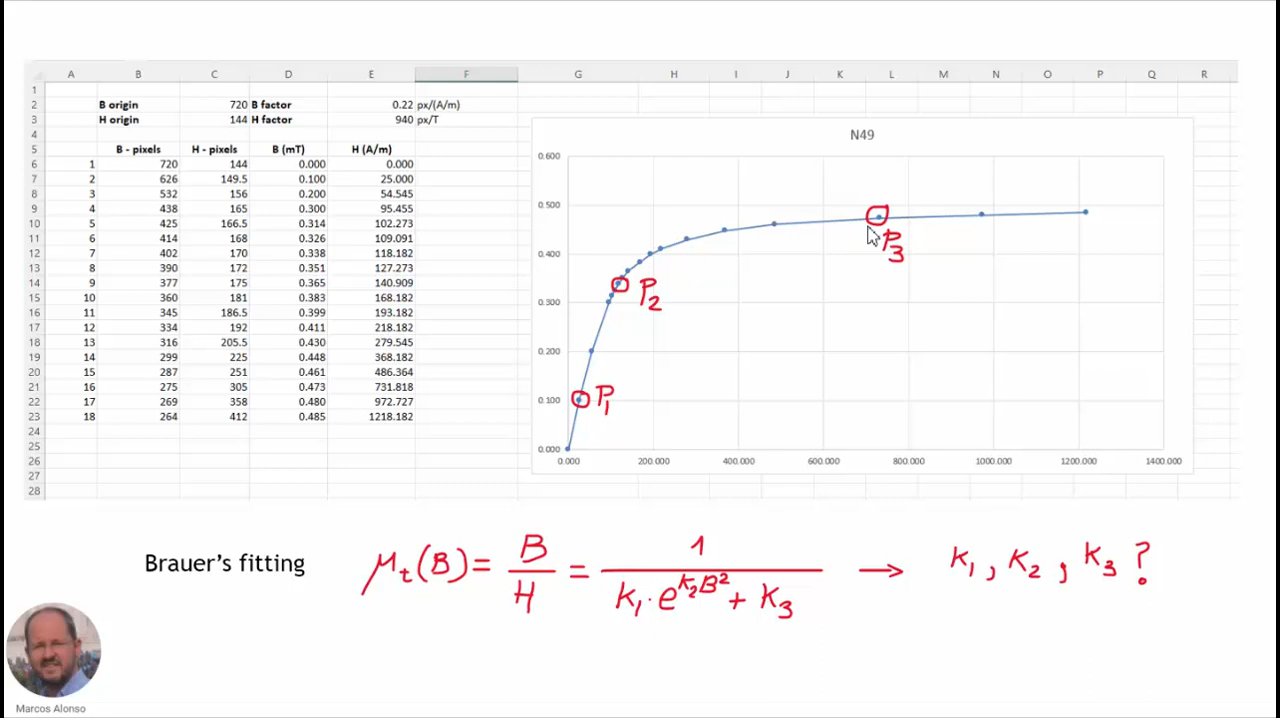 A B C D E F G H I J K L M N O P Q R
1
2 B origin 720 B factor 0.22 px/(A/m)
3 H origin 144 H factor 940 px/T
4
5 B - pixels H - pixels B (mT) H (A/m)
6 1 720 144 0.000 0.000
7 2 626 149.5 0.100 25.000
8 3 532 156 0.200 54.545
9 4 438 165 0.300 95.455
10 5 425 166.5 0.314 102.273
11 6 414 168 0.326 109.091
12 7 402 170 0.338 118.182
13 8 390 172 0.351 127.273
14 9 377 175 0.365 140.909
15 10 360 181 0.383 168.182
16 11 345 186.5 0.399 193.182
17 12 334 192 0.411 218.182
18 13 316 205.5 0.430 279.545
19 14 299 225 0.448 368.182
20 15 287 251 0.461 486.364
21 16 275 305 0.473 731.818
22 17 269 358 0.480 972.727
23 18 264 412 0.485 1218.182
24
25
26
27
28
N49
0.600
0.500
0.400
0.300
0.200
0.100
0.000
0.000 200.000 400.000 600.000 800.000 1000.000 1200.000 1400.000
P3
P2
P1
Brauer's fitting μt(B) = B/H = 1/(k1·e^(k2B²) + k3) → k1, k2, k3?
Marcos Alonso